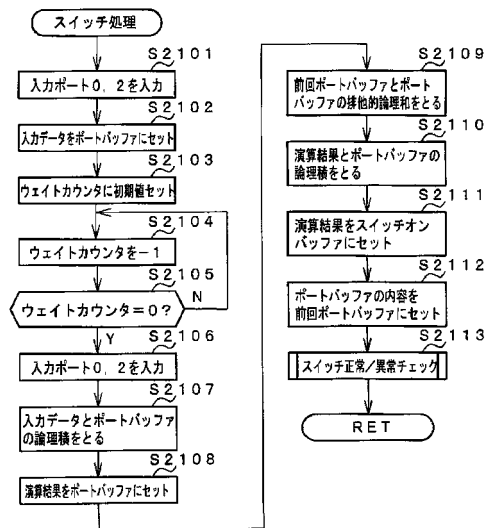 スイッチ処理
S2101
入力ポート0，2を入力
S2102
入力データをポートバッファにセット
S2103
ウェイトカウンタに初期値セット
S2104
ウェイトカウンタを－1
S2105
ウェイトカウンタ＝0？
N
Y
S2106
入力ポート0，2を入力
S2107
入力データとポートバッファ
の論理積をとる
S2108
演算結果をポートバッファにセット
S2109
前回ポートバッファとポート
バッファの排他的論理和をとる
S2110
演算結果とポートバッファの
論理積をとる
S2111
演算結果をスイッチオン
バッファにセット
S2112
ポートバッファの内容を
前回ポートバッファにセット
S2113
スイッチ正常／異常チェック
RET